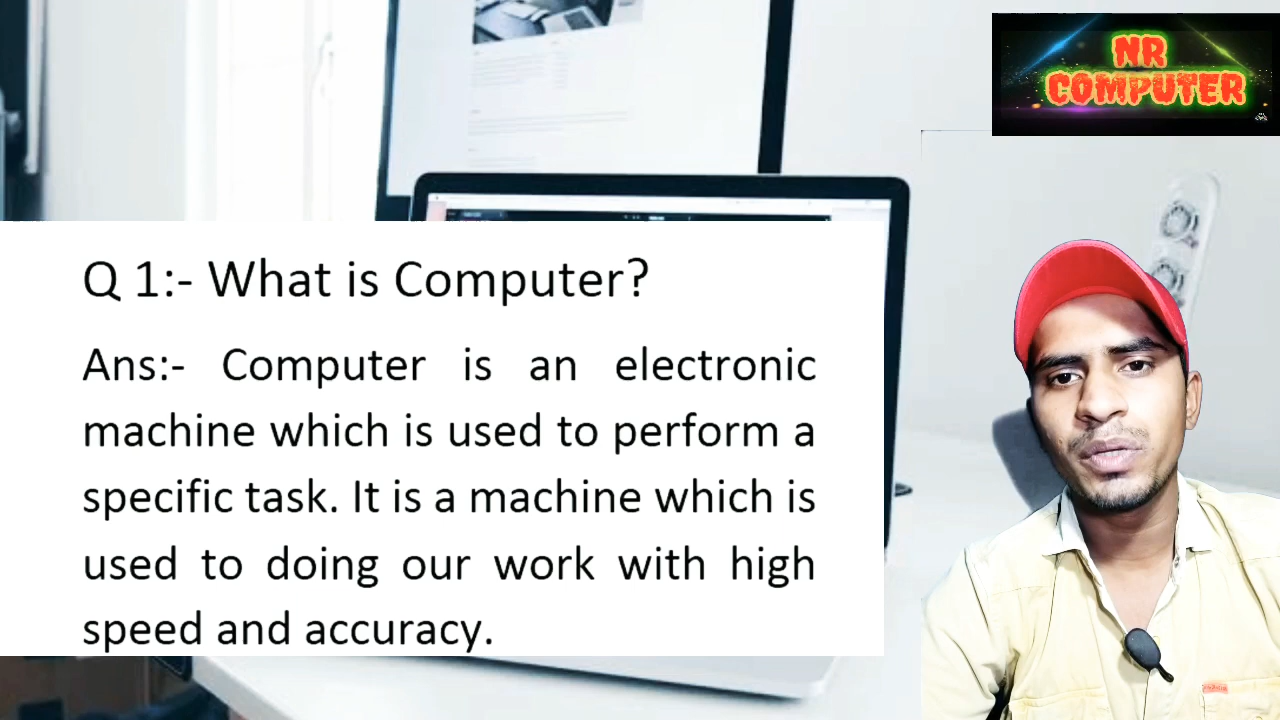 NR
COMPUTER
Q 1:- What is Computer?
Ans:- Computer is an electronic
machine which is used to perform a
specific task. It is a machine which is
used to doing our work with high
speed and accuracy.